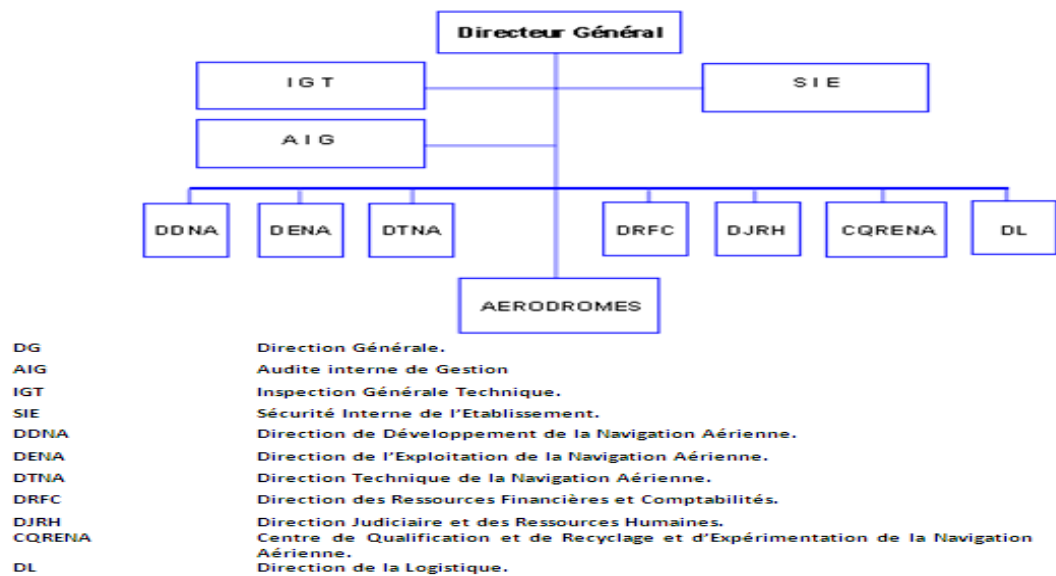 Directeur Général
I G T
S I E
A I G
DDNA
DENA
DTNA
DRFC
DJRH
CQRENA
DL
AERODROMES
DG Direction Générale.
AIG Audite interne de Gestion
IGT Inspection Générale Technique.
SIE Sécurité Interne de l'Etablissement.
DDNA Direction de Développement de la Navigation Aérienne.
DENA Direction de l'Exploitation de la Navigation Aérienne.
DTNA Direction Technique de la Navigation Aérienne.
DRFC Direction des Ressources Financières et Comptabilités.
DJRH Direction Judiciaire et des Ressources Humaines.
CQRENA Centre de Qualification et de Recyclage et d'Expérimentation de la Navigation
Aérienne.
DL Direction de la Logistique.